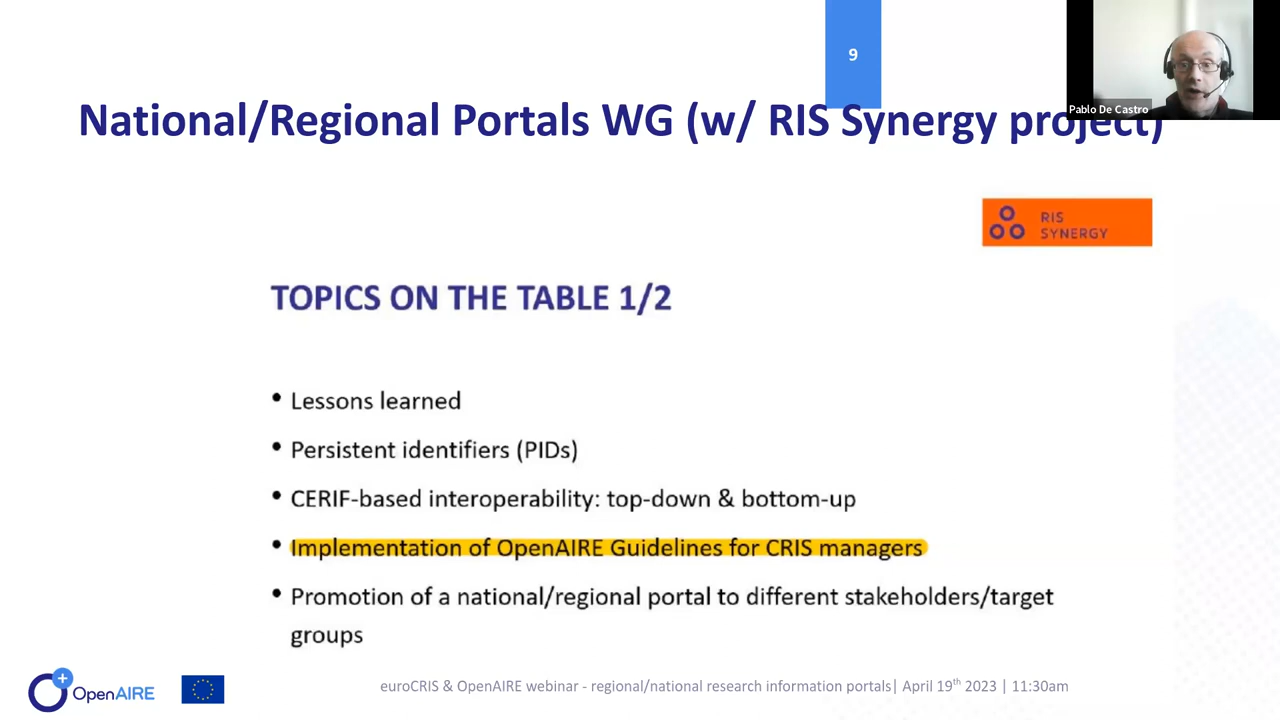 9
Pablo De Castro
National/Regional Portals WG (w/ RIS Synergy project)
RIS
SYNERGY
TOPICS ON THE TABLE 1/2
• Lessons learned
• Persistent identifiers (PIDs)
• CERIF-based interoperability: top-down & bottom-up
• Implementation of OpenAIRE Guidelines for CRIS managers
• Promotion of a national/regional portal to different stakeholders/target
groups
OpenAIRE
euroCRIS & OpenAIRE webinar - regional/national research information portals| April 19th 2023 | 11:30am